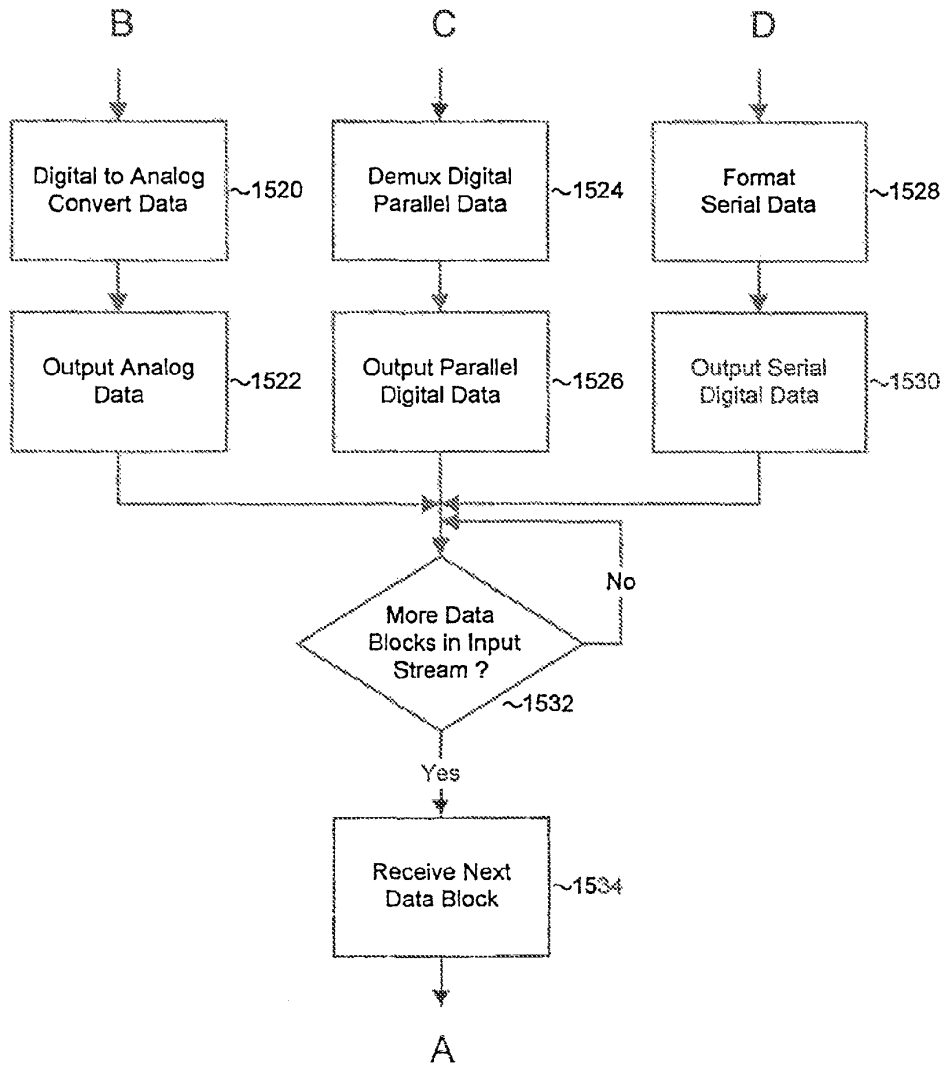 B
C
D
Digital to Analog
Convert Data
~1520
Demux Digital
Parallel Data
~1524
Format
Serial Data
~1528
Output Analog
Data
~1522
Output Parallel
Digital Data
~1526
Output Serial
Digital Data
~1530
No
More Data
Blocks in Input
Stream ?
~1532
Yes
Receive Next
Data Block
~1534
A